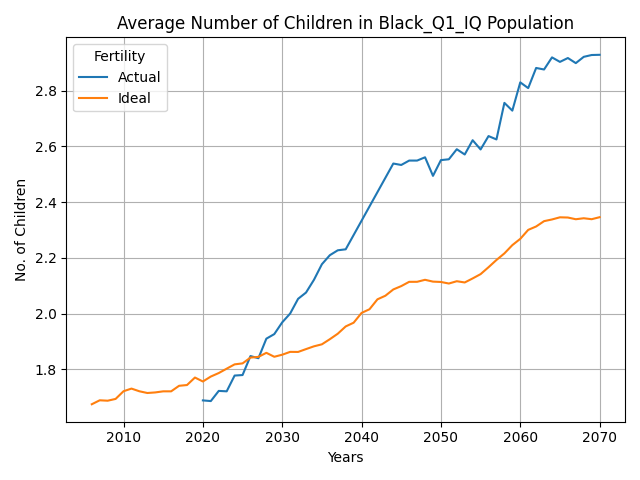 Average Number of Children in Black_Q1_IQ Population
Fertility
Actual
Ideal
No. of Children
2.8
2.6
2.4
2.2
2.0
1.8
2010 2020 2030 2040 2050 2060 2070
Years